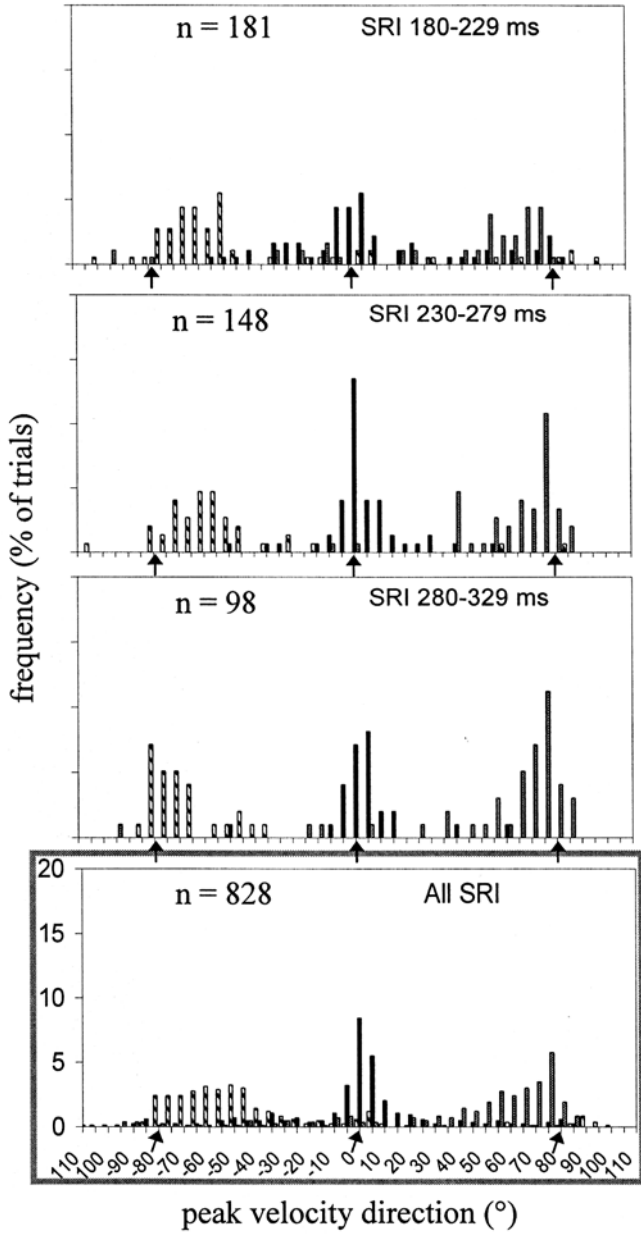 n = 181 SRI 180-229 ms
n = 148 SRI 230-279 ms
frequency (% of trials)
n = 98 SRI 280-329 ms
20
n = 828 All SRI
15
10
5
0
-110 -100 -90 -80 -70 -60 -50 -40 -30 -20 -10 0 10 20 30 40 50 60 70 80 90 100 110
peak velocity direction (°)